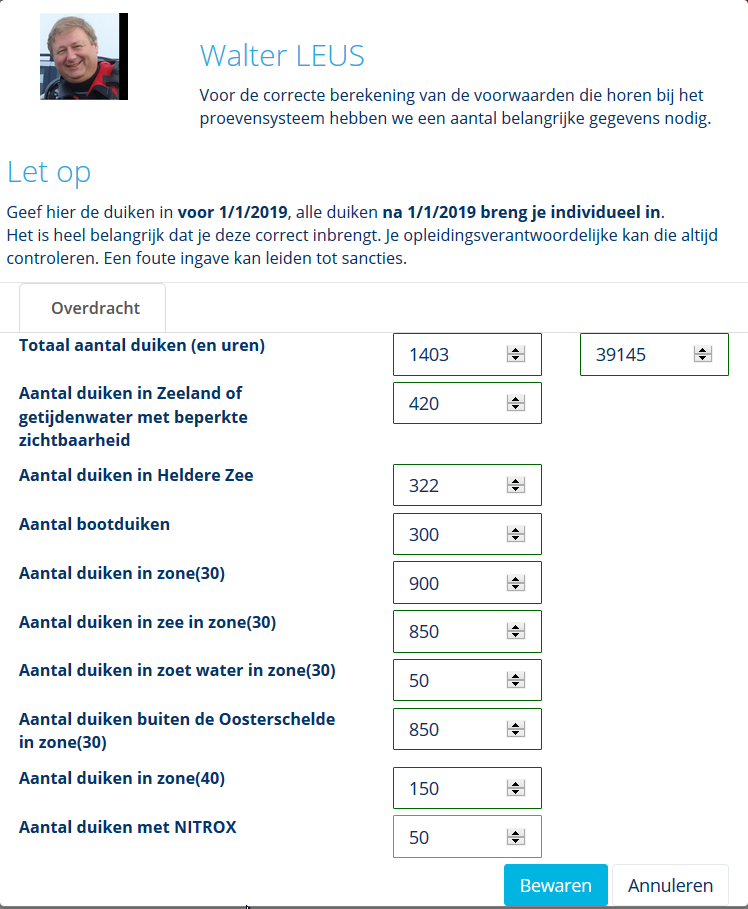 Walter LEUS
Voor de correcte berekening van de voorwaarden die horen bij het
proevensysteem hebben we een aantal belangrijke gegevens nodig.
Let op
Geef hier de duiken in voor 1/1/2019, alle duiken na 1/1/2019 breng je individueel in.
Het is heel belangrijk dat je deze correct inbrengt. Je opleidingsverantwoordelijke kan die altijd
controleren. Een foute ingave kan leiden tot sancties.
Overdracht
Totaal aantal duiken (en uren) 1403 39145
Aantal duiken in Zeeland of
getijdenwater met beperkte
zichtbaarheid
420
Aantal duiken in Heldere Zee 322
Aantal bootduiken 300
Aantal duiken in zone(30) 900
Aantal duiken in zee in zone(30) 850
Aantal duiken in zoet water in zone(30) 50
Aantal duiken buiten de Oosterschelde
in zone(30)
850
Aantal duiken in zone(40) 150
Aantal duiken met NITROX 50
Bewaren Annuleren